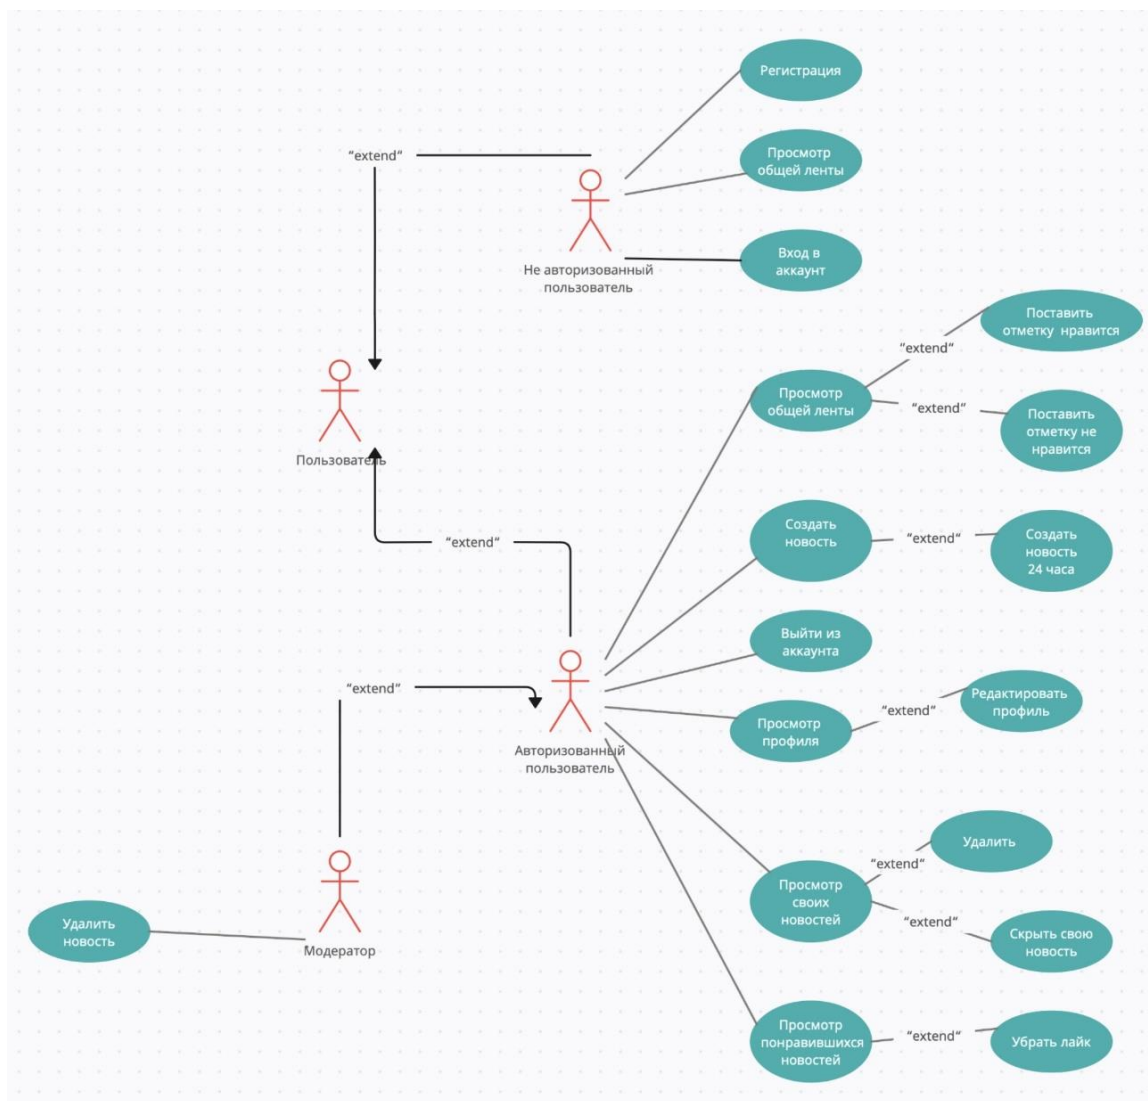 Регистрация
“extend“
Просмотр
общей ленты
Не авторизованный
пользователь
Вход в
аккаунт
Поставить
отметку нравится
“extend“
Просмотр
общей ленты
“extend“
Поставить
отметку не
нравится
Пользователь
“extend“
Создать
новость
“extend“
Создать
новость
24 часа
Выйти из
аккаунта
“extend“
Авторизованный
пользователь
Просмотр
профиля
“extend“
Редактировать
профиль
Удалить
новость
Модератор
Просмотр
своих
новостей
“extend“
Удалить
“extend“
Скрыть свою
новость
Просмотр
понравившихся
новостей
“extend“
Убрать лайк